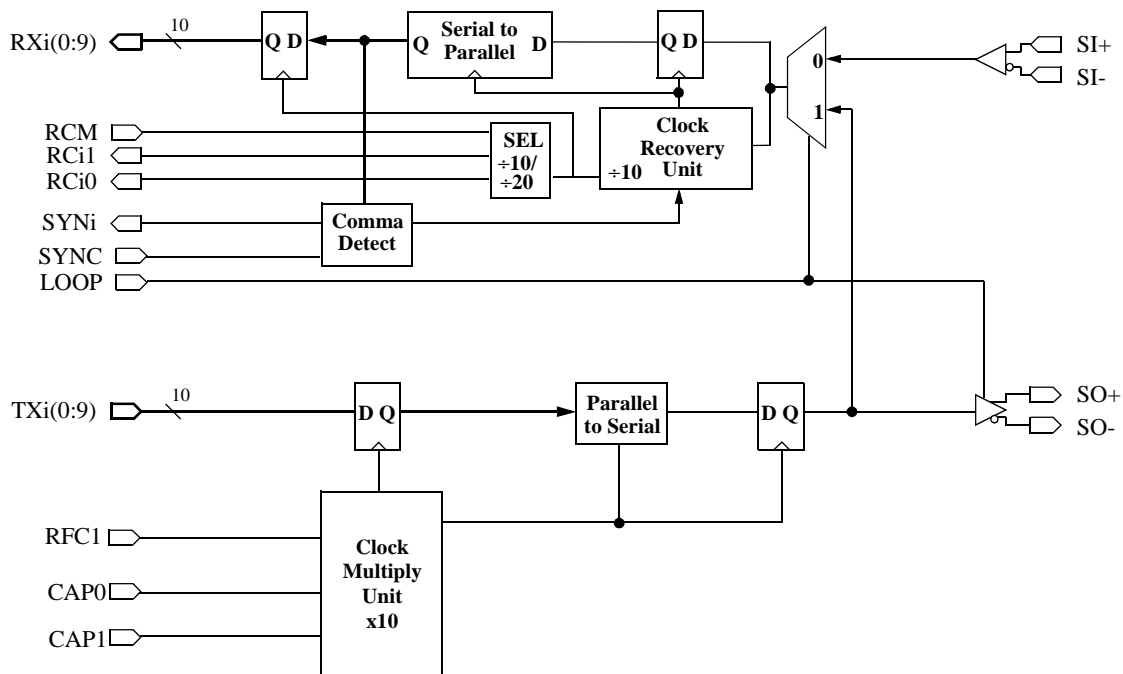 RXi(0:9)
10
Q D
Q
Serial to
Parallel
D
Q D
0
1
SI+
SI-
RCM
RCi1
RCi0
SEL
÷10/
÷20
÷10
Clock
Recovery
Unit
SYNi
SYNC
LOOP
Comma
Detect
TXi(0:9)
10
D Q
Parallel
to Serial
D Q
SO+
SO-
RFC1
CAP0
CAP1
Clock
Multiply
Unit
x10